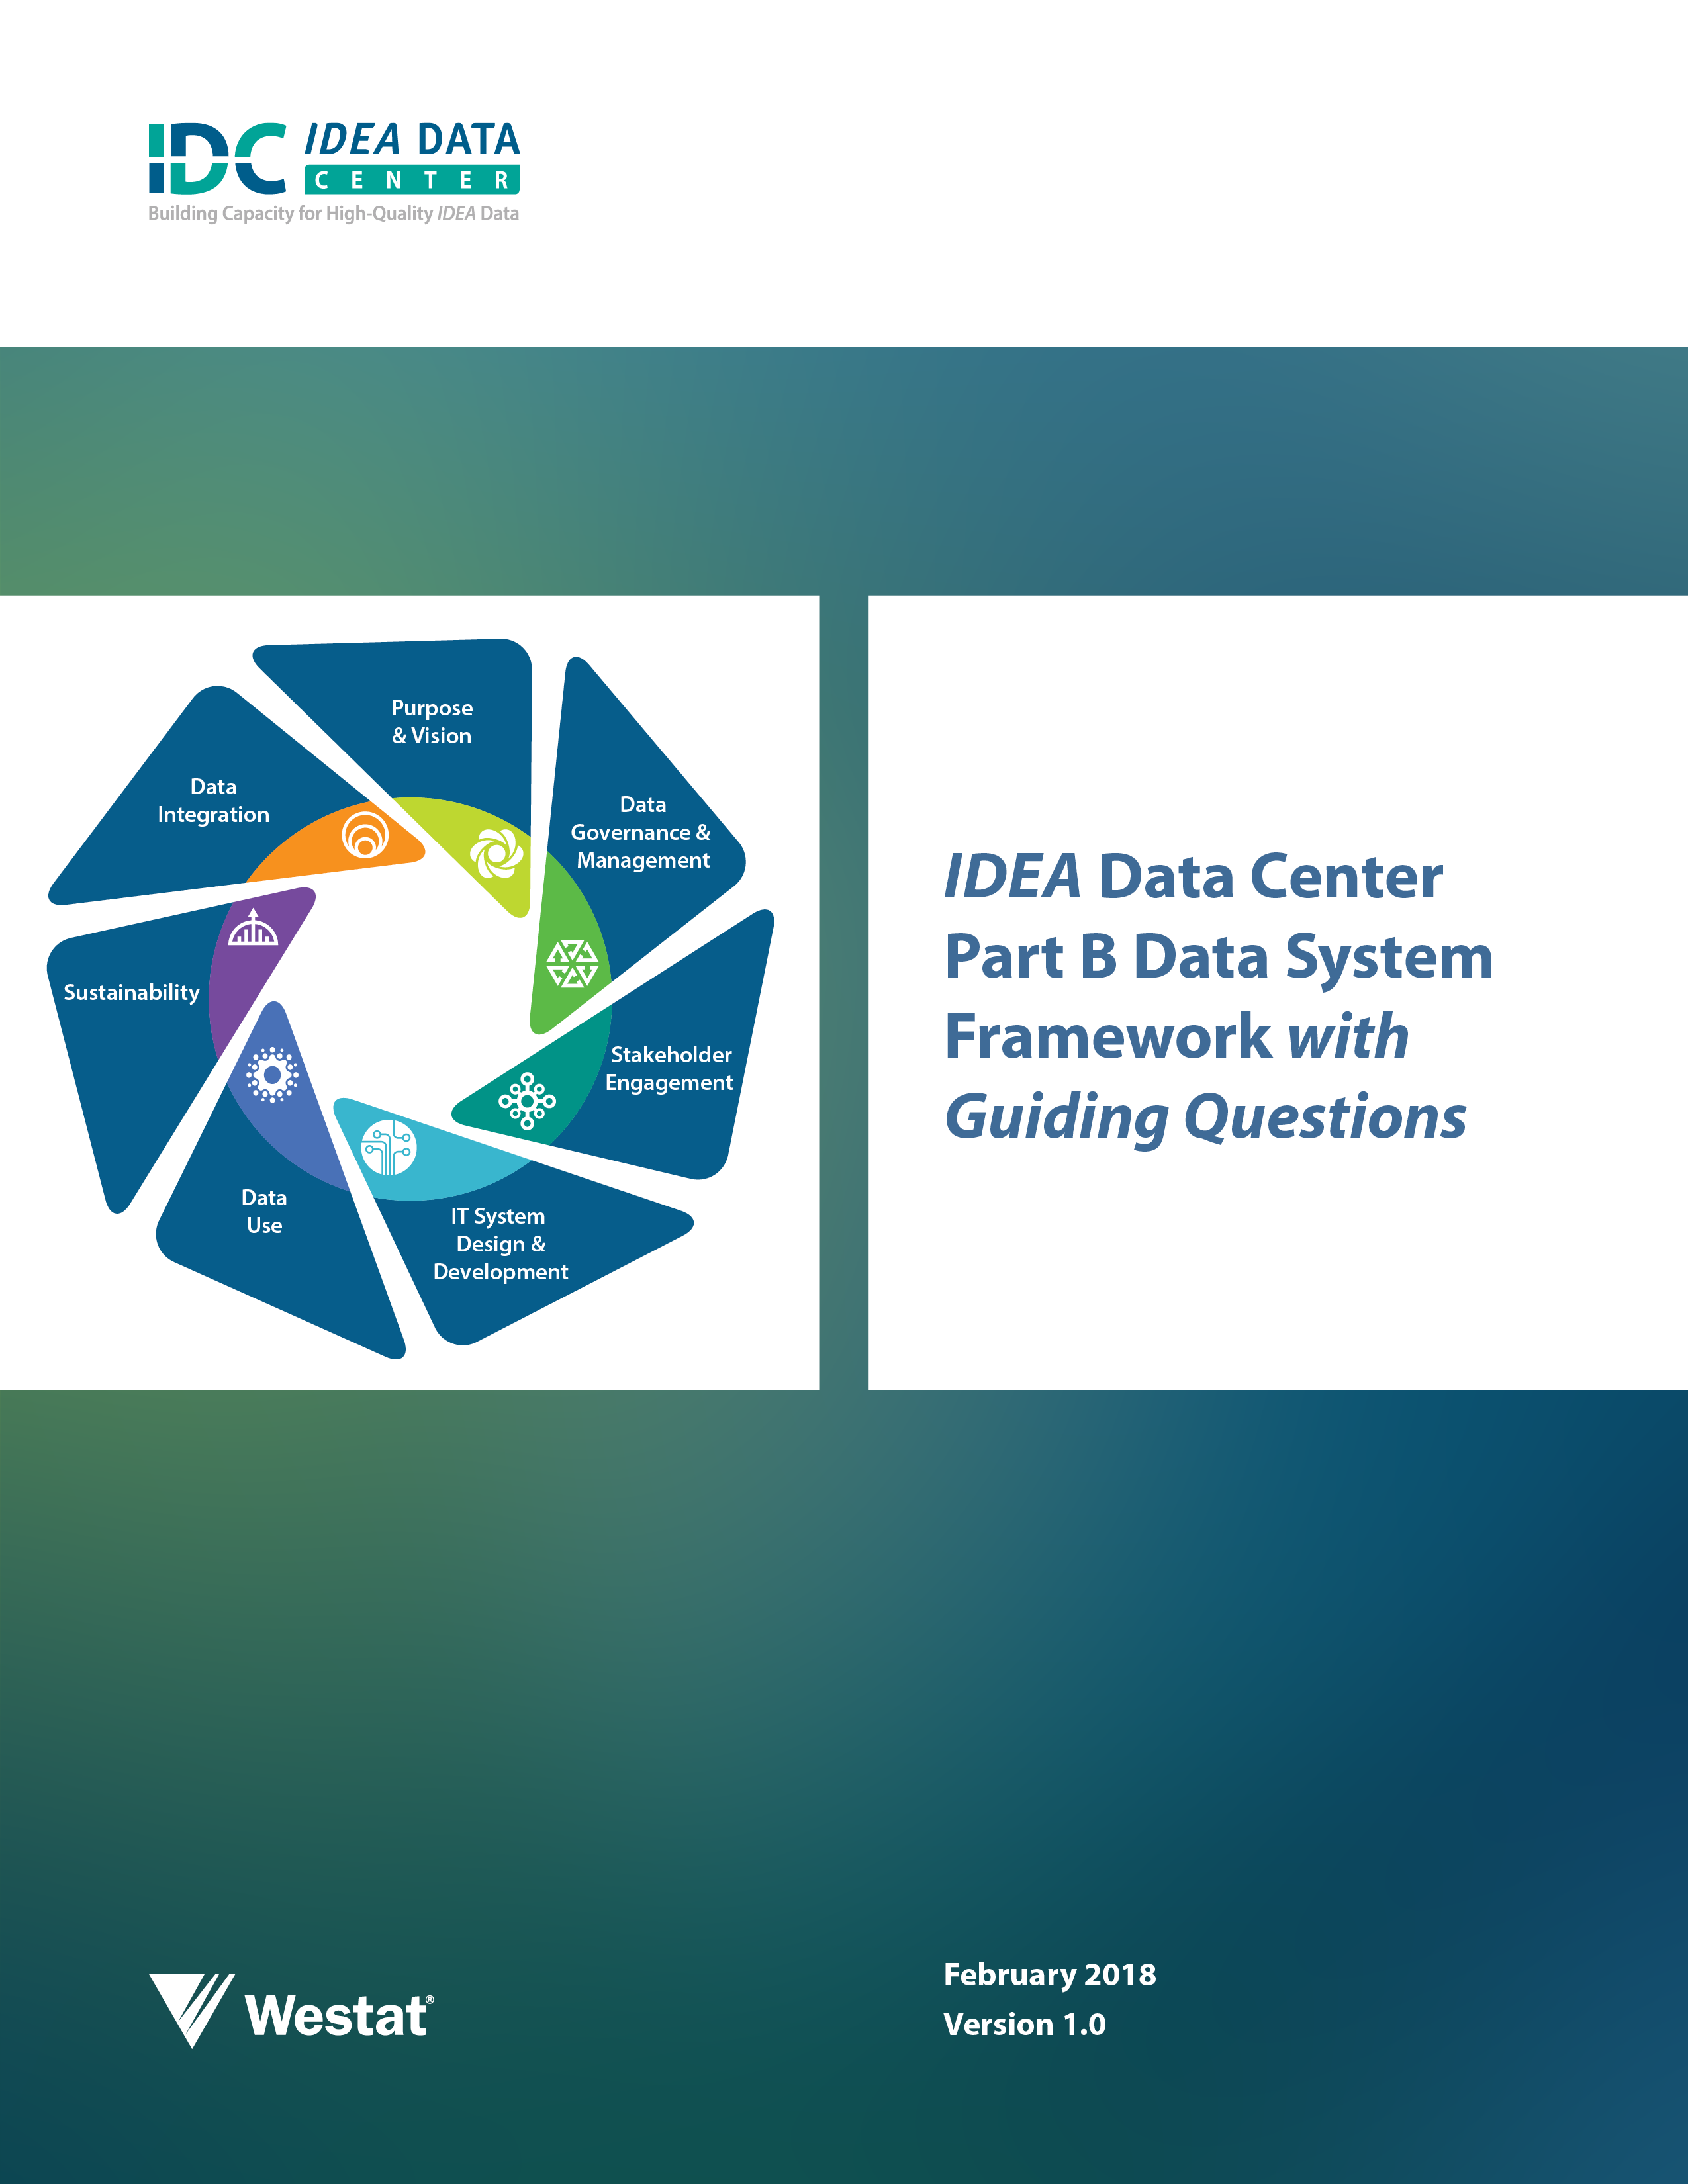 IDC IDEA DATA
CENTER
Building Capacity for High-Quality IDEA Data
Purpose
& Vision
Data
Governance &
Management
Stakeholder
Engagement
IT System
Design &
Development
Data
Use
Sustainability
Data
Integration
IDEA Data Center
Part B Data System
Framework with
Guiding Questions
Westat®
February 2018
Version 1.0